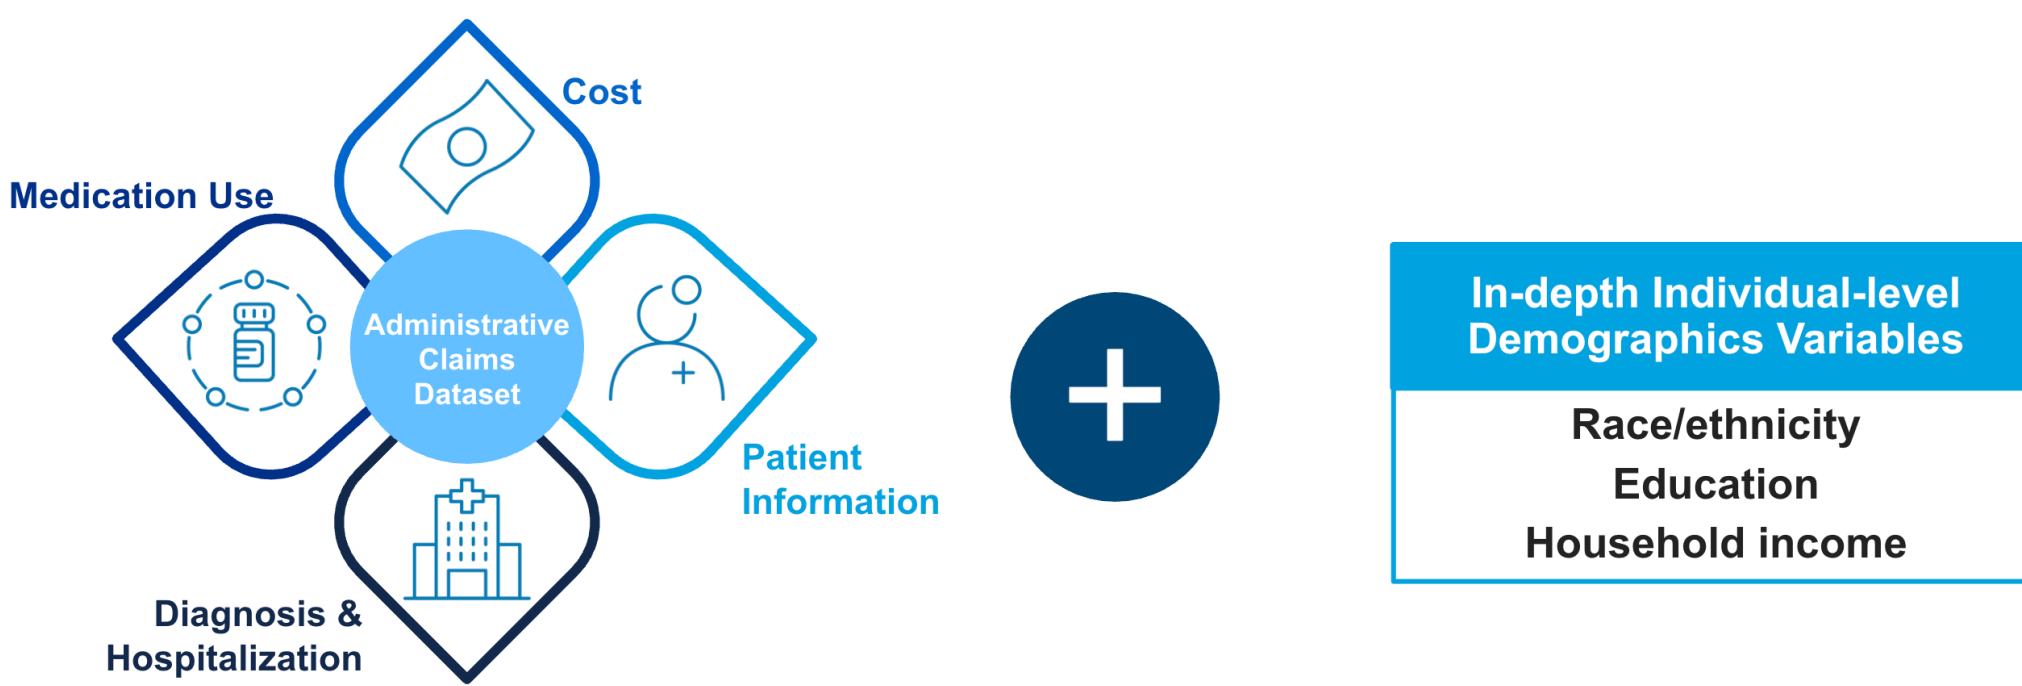 Cost
Medication Use
Administrative
Claims
Dataset
Patient
Information
Diagnosis &
Hospitalization
In-depth Individual-level
Demographics Variables
Race/ethnicity
Education
Household income